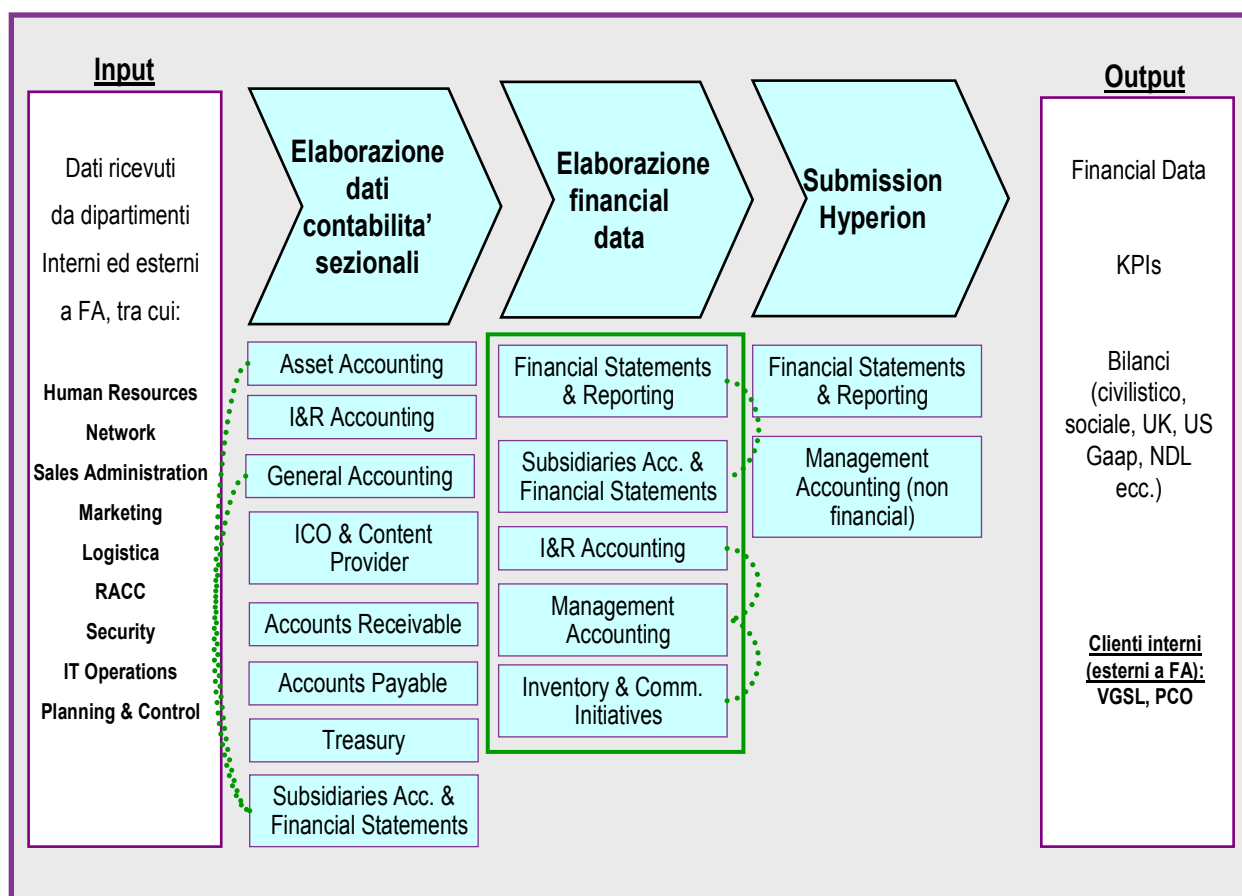 Input
Dati ricevuti
da dipartimenti
Interni ed esterni
a FA, tra cui:
Human Resources
Network
Sales Administration
Marketing
Logistica
RACC
Security
IT Operations
Planning & Control
Elaborazione
dati
contabilita’
sezionali
Asset Accounting
I&R Accounting
General Accounting
ICO & Content
Provider
Accounts Receivable
Accounts Payable
Treasury
Subsidiaries Acc. &
Financial Statements
Elaborazione
financial
data
Financial Statements
& Reporting
Subsidiaries Acc. &
Financial Statements
I&R Accounting
Management
Accounting
Inventory & Comm.
Initiatives
Submission
Hyperion
Financial Statements
& Reporting
Management
Accounting (non
financial)
Output
Financial Data
KPIs
Bilanci
(civilistico,
sociale, UK, US
Gaap, NDL
ecc.)
Clienti interni
(esterni a FA):
VGSL, PCO